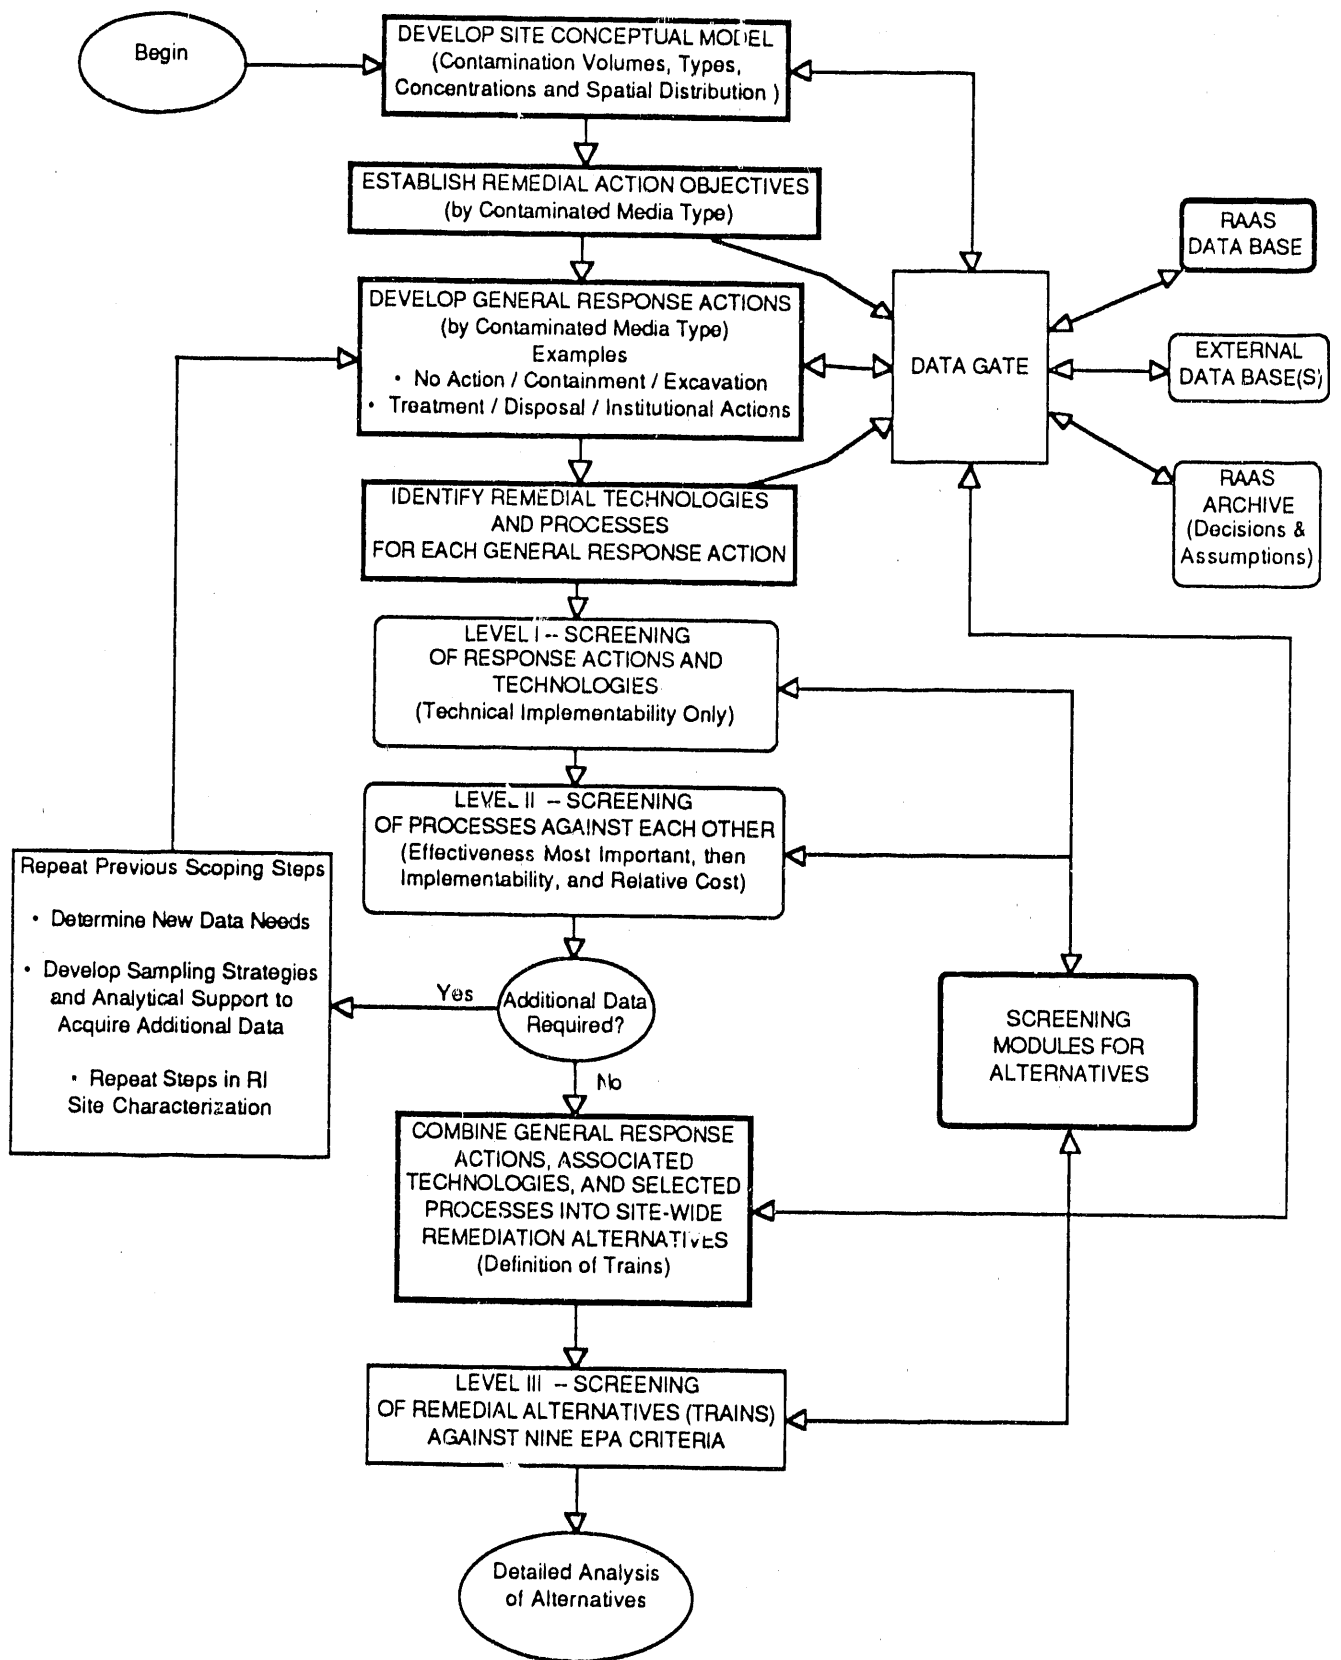 Begin
DEVELOP SITE CONCEPTUAL MODEL
(Contamination Volumes, Types,
Concentrations and Spatial Distribution )
ESTABLISH REMEDIAL ACTION OBJECTIVES
(by Contaminated Media Type)
DEVELOP GENERAL RESPONSE ACTIONS
(by Contaminated Media Type)
Examples
• No Action / Containment / Excavation
• Treatment / Disposal / Institutional Actions
DATA GATE
RAAS
DATA BASE
EXTERNAL
DATA BASE(S)
RAAS
ARCHIVE
(Decisions &
Assumptions)
IDENTIFY REMEDIAL TECHNOLOGIES
AND PROCESSES
FOR EACH GENERAL RESPONSE ACTION
LEVEL I -- SCREENING
OF RESPONSE ACTIONS AND
TECHNOLOGIES
(Technical Implementability Only)
LEVEL II -- SCREENING
OF PROCESSES AGAINST EACH OTHER
(Effectiveness Most Important, then
Implementability, and Relative Cost)
Repeat Previous Scoping Steps
• Determine New Data Needs
• Develop Sampling Strategies
and Analytical Support to
Acquire Additional Data
• Repeat Steps in RI
Site Characterization
Yes
Additional Data
Required?
No
SCREENING
MODULES FOR
ALTERNATIVES
COMBINE GENERAL RESPONSE
ACTIONS, ASSOCIATED
TECHNOLOGIES, AND SELECTED
PROCESSES INTO SITE-WIDE
REMEDIATION ALTERNATIVES
(Definition of Trains)
LEVEL III -- SCREENING
OF REMEDIAL ALTERNATIVES (TRAINS)
AGAINST NINE EPA CRITERIA
Detailed Analysis
of Alternatives